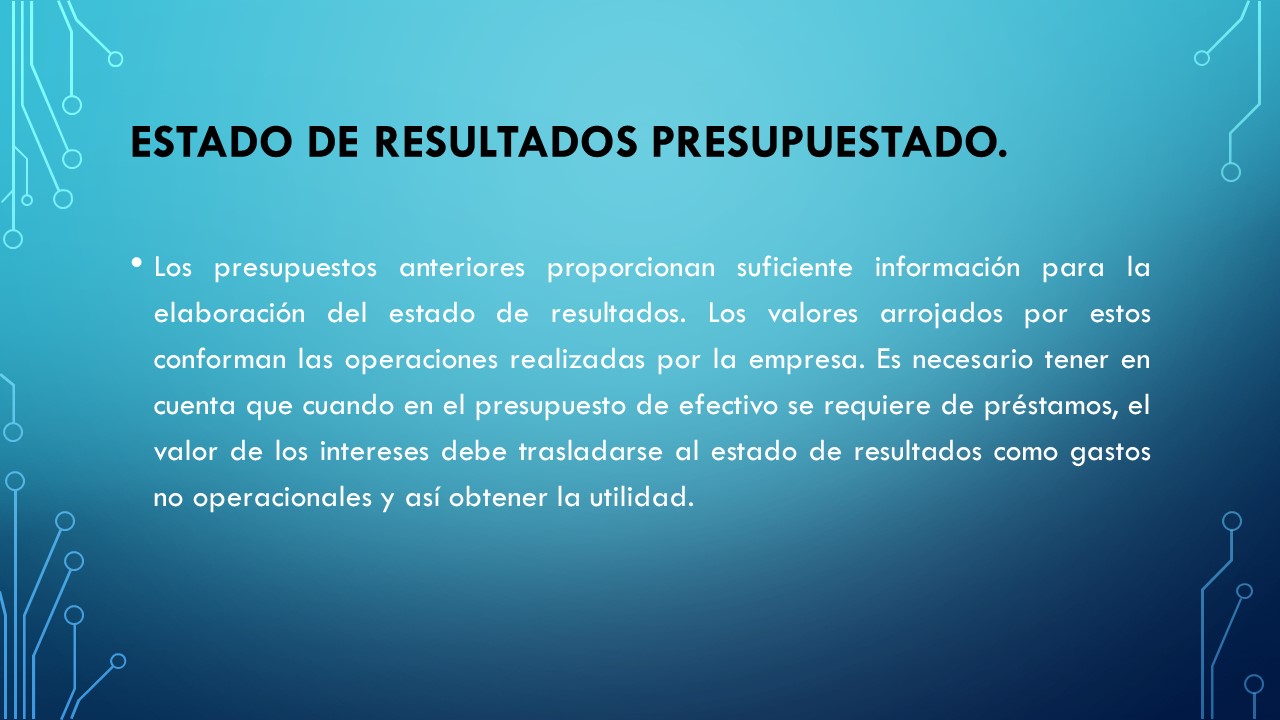 ESTADO DE RESULTADOS PRESUPUESTADO.
• Los presupuestos anteriores proporcionan suficiente información para la
elaboración del estado de resultados. Los valores arrojados por estos
conforman las operaciones realizadas por la empresa. Es necesario tener en
cuenta que cuando en el presupuesto de efectivo se requiere de préstamos, el
valor de los intereses debe trasladarse al estado de resultados como gastos
no operacionales y así obtener la utilidad.